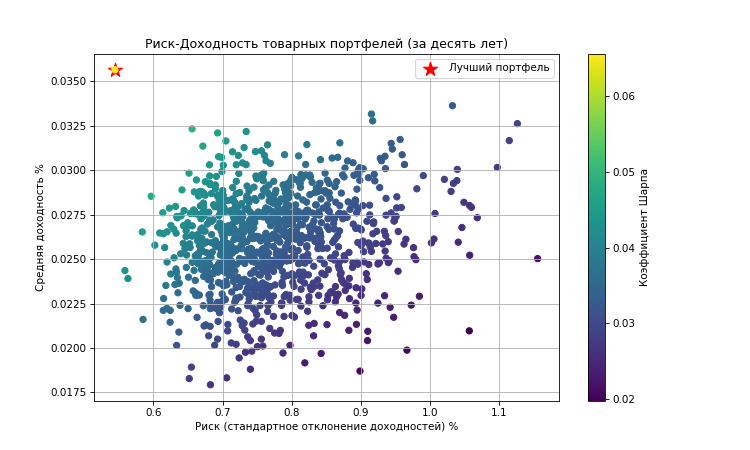 Риск-Доходность товарных портфелей (за десять лет)
Лучший портфель
Средняя доходность %
0.0350
0.0325
0.0300
0.0275
0.0250
0.0225
0.0200
0.0175
0.6 0.7 0.8 0.9 1.0 1.1
Риск (стандартное отклонение доходностей) %
0.06
0.05
0.04
0.03
0.02
Коэффициент Шарпа